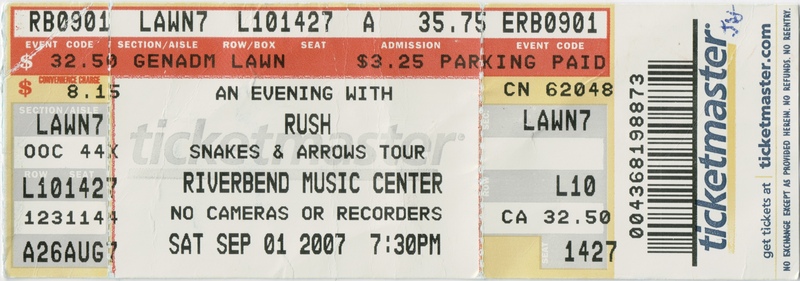 RB0901 LAWN7 L101427 A 35.75 ERB0901
EVENT CODE SECTION/AISLE ROW/BOX SEAT ADMISSION EVENT CODE
$ 32.50 GENADM LAWN $3.25 PARKING PAID
CONVENIENCE CHARGE
$ 8.15
AN EVENING WITH
CN 62048
SECTION/AISLE
LAWN7
RUSH
LAWN7
OOC 44X
SNAKES & ARROWS TOUR
ticketmaster
ROW SEAT
L101427
RIVERBEND MUSIC CENTER
L10
1231144
NO CAMERAS OR RECORDERS
CA 32.50
A26AUG7
SAT SEP 01 2007 7:30PM
SEAT
1427
004368198873
ticketmaster
get tickets at ticketmaster.com
NO EXCHANGE EXCEPT AS PROVIDED HEREIN. NO REFUNDS. NO REENTRY.